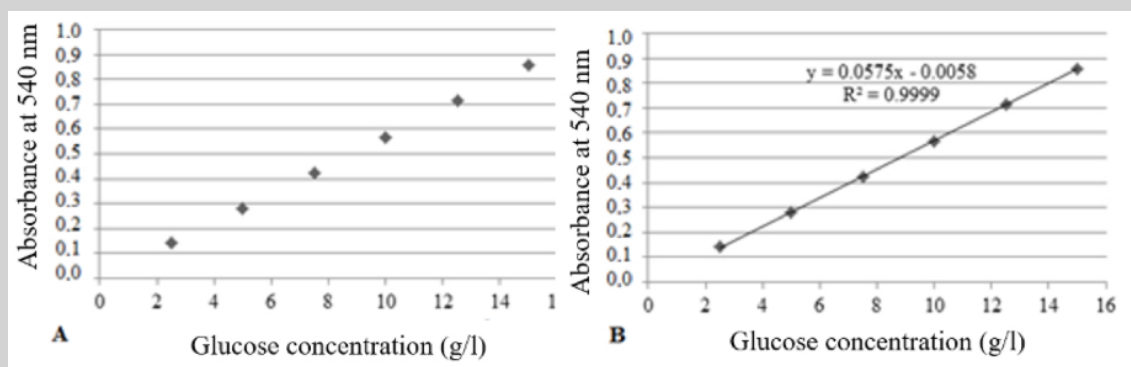 Absorbance at 540 nm
1.0
0.9
0.8
0.7
0.6
0.5
0.4
0.3
0.2
0.1
0.0
0 2 4 6 8 10 12 14 1
A
Glucose concentration (g/l)
Absorbance at 540 nm
1.0
0.9
0.8
0.7
0.6
0.5
0.4
0.3
0.2
0.1
0.0
y = 0.0575x - 0.0058
R² = 0.9999
0 2 4 6 8 10 12 14 16
B
Glucose concentration (g/l)